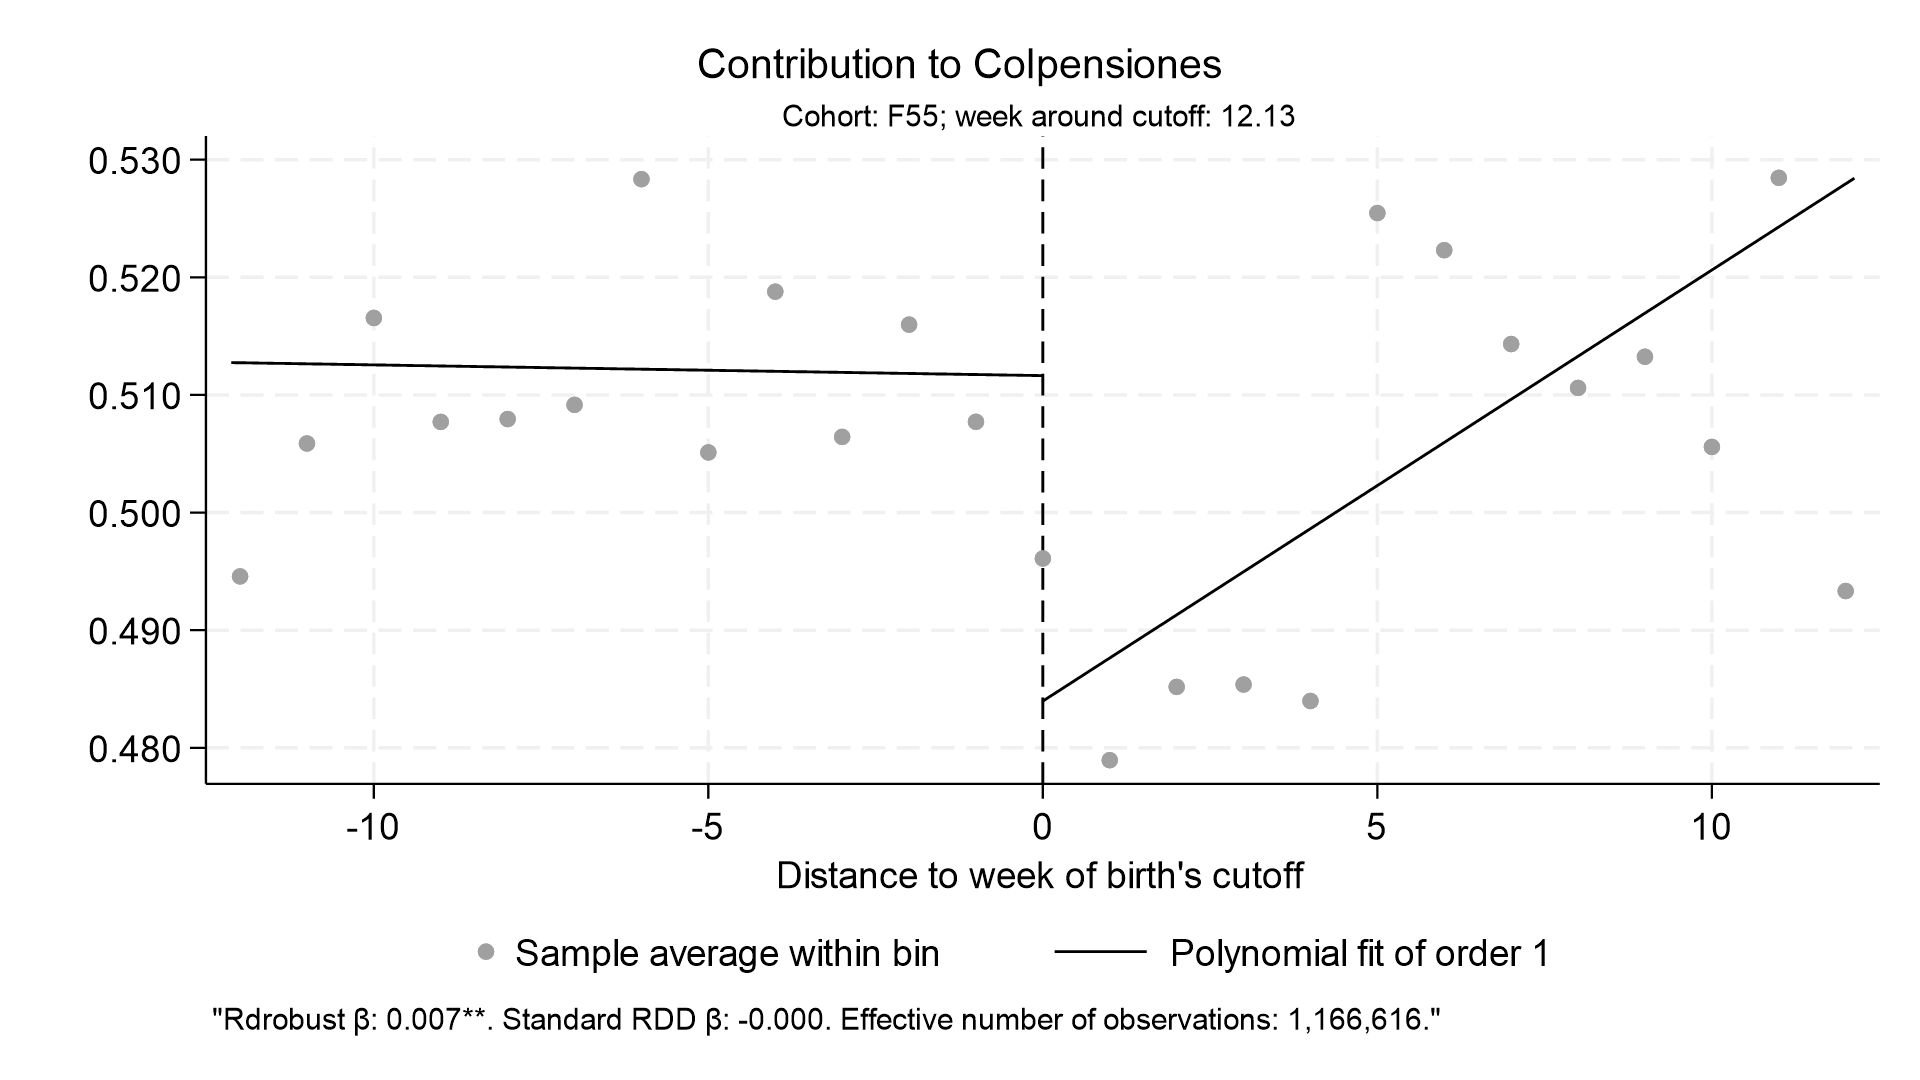 Contribution to Colpensiones
Cohort: F55; week around cutoff: 12.13
0.530
0.520
0.510
0.500
0.490
0.480
-10 -5 0 5 10
Distance to week of birth's cutoff
Sample average within bin Polynomial fit of order 1
"Rdrobust β: 0.007**. Standard RDD β: -0.000. Effective number of observations: 1,166,616."